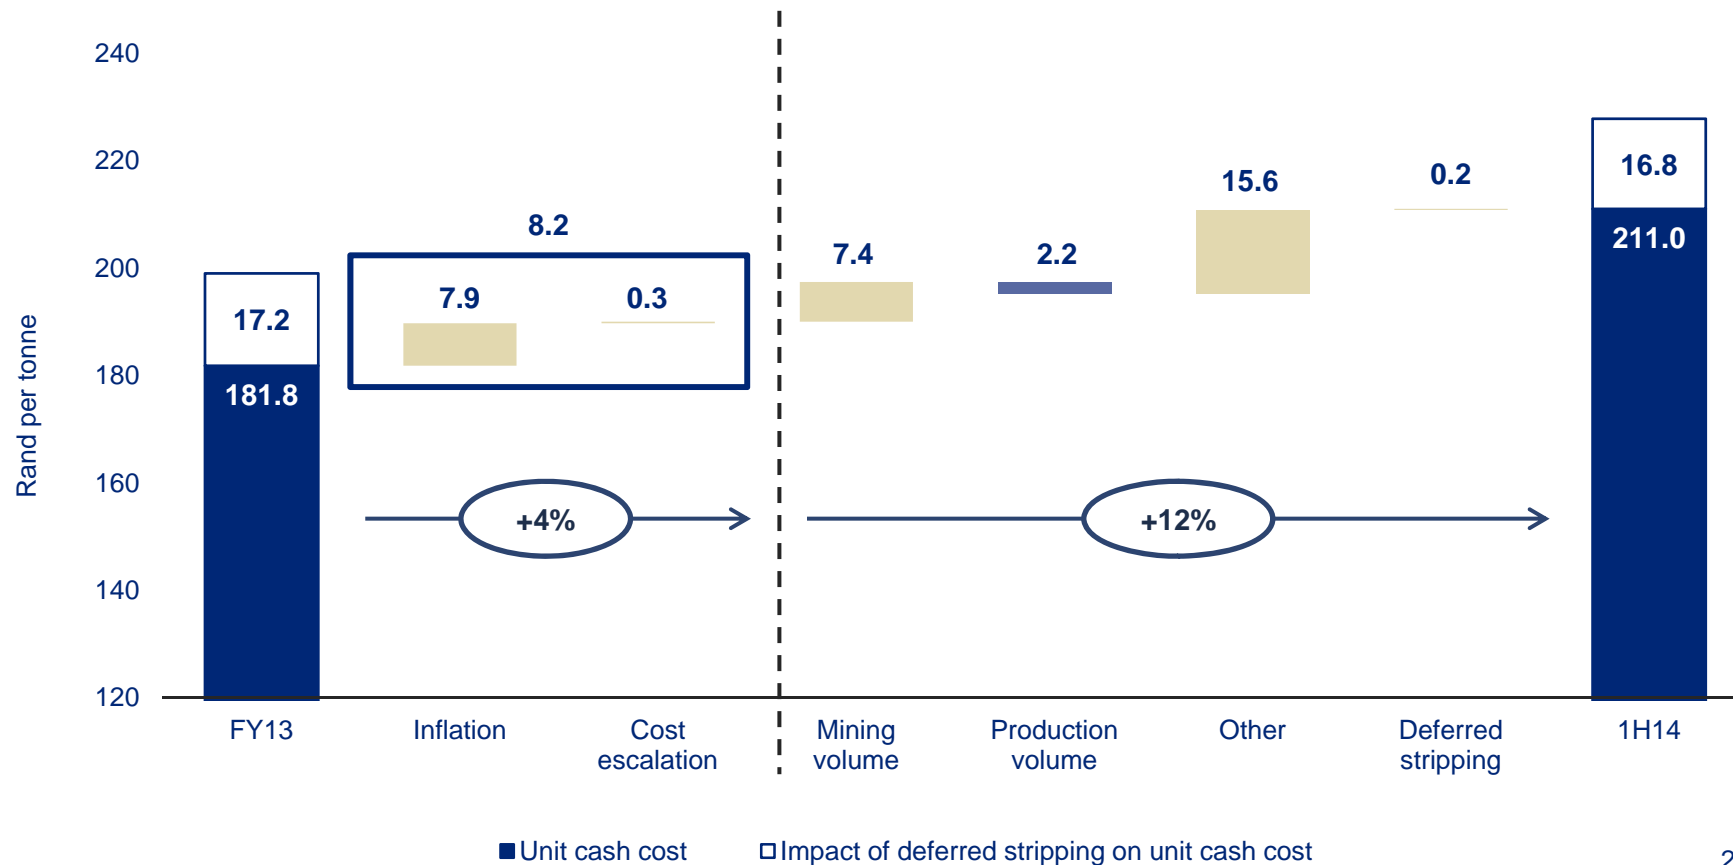 240
220
200
180
160
140
120
Rand per tonne
17.2
181.8
8.2
7.9
0.3
+4%
7.4
2.2
15.6
0.2
+12%
16.8
211.0
FY13
Inflation
Cost
escalation
Mining
volume
Production
volume
Other
Deferred
stripping
1H14
Unit cash cost
Impact of deferred stripping on unit cash cost